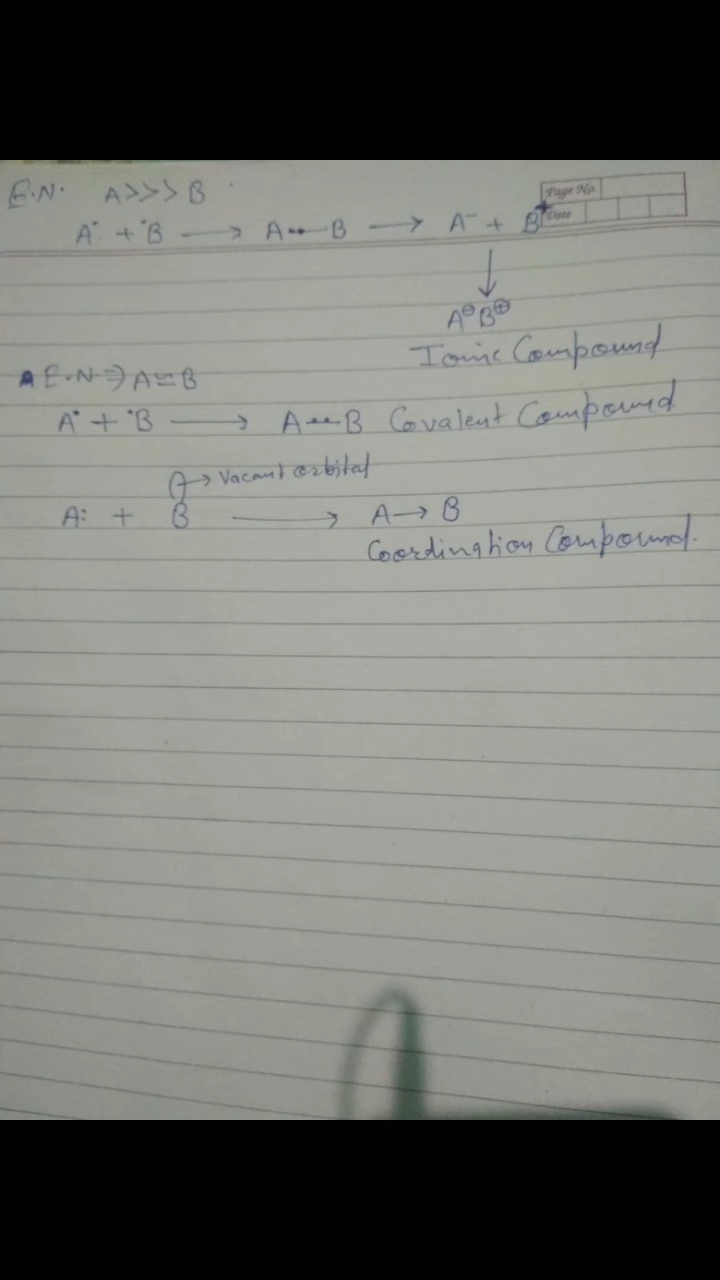 E.N. A>>>B
Page No.
Date
A· + ·B ⟶ A••—B ⟶ A⁻ + B⁺
↓
A⊖B⊕
Ionic Compound
E.N ⇒ A≃B
A· + ·B ⟶ A••B Covalent Compound
→ Vacant orbital
A: + B ⟶ A→B
Coordination Compound.